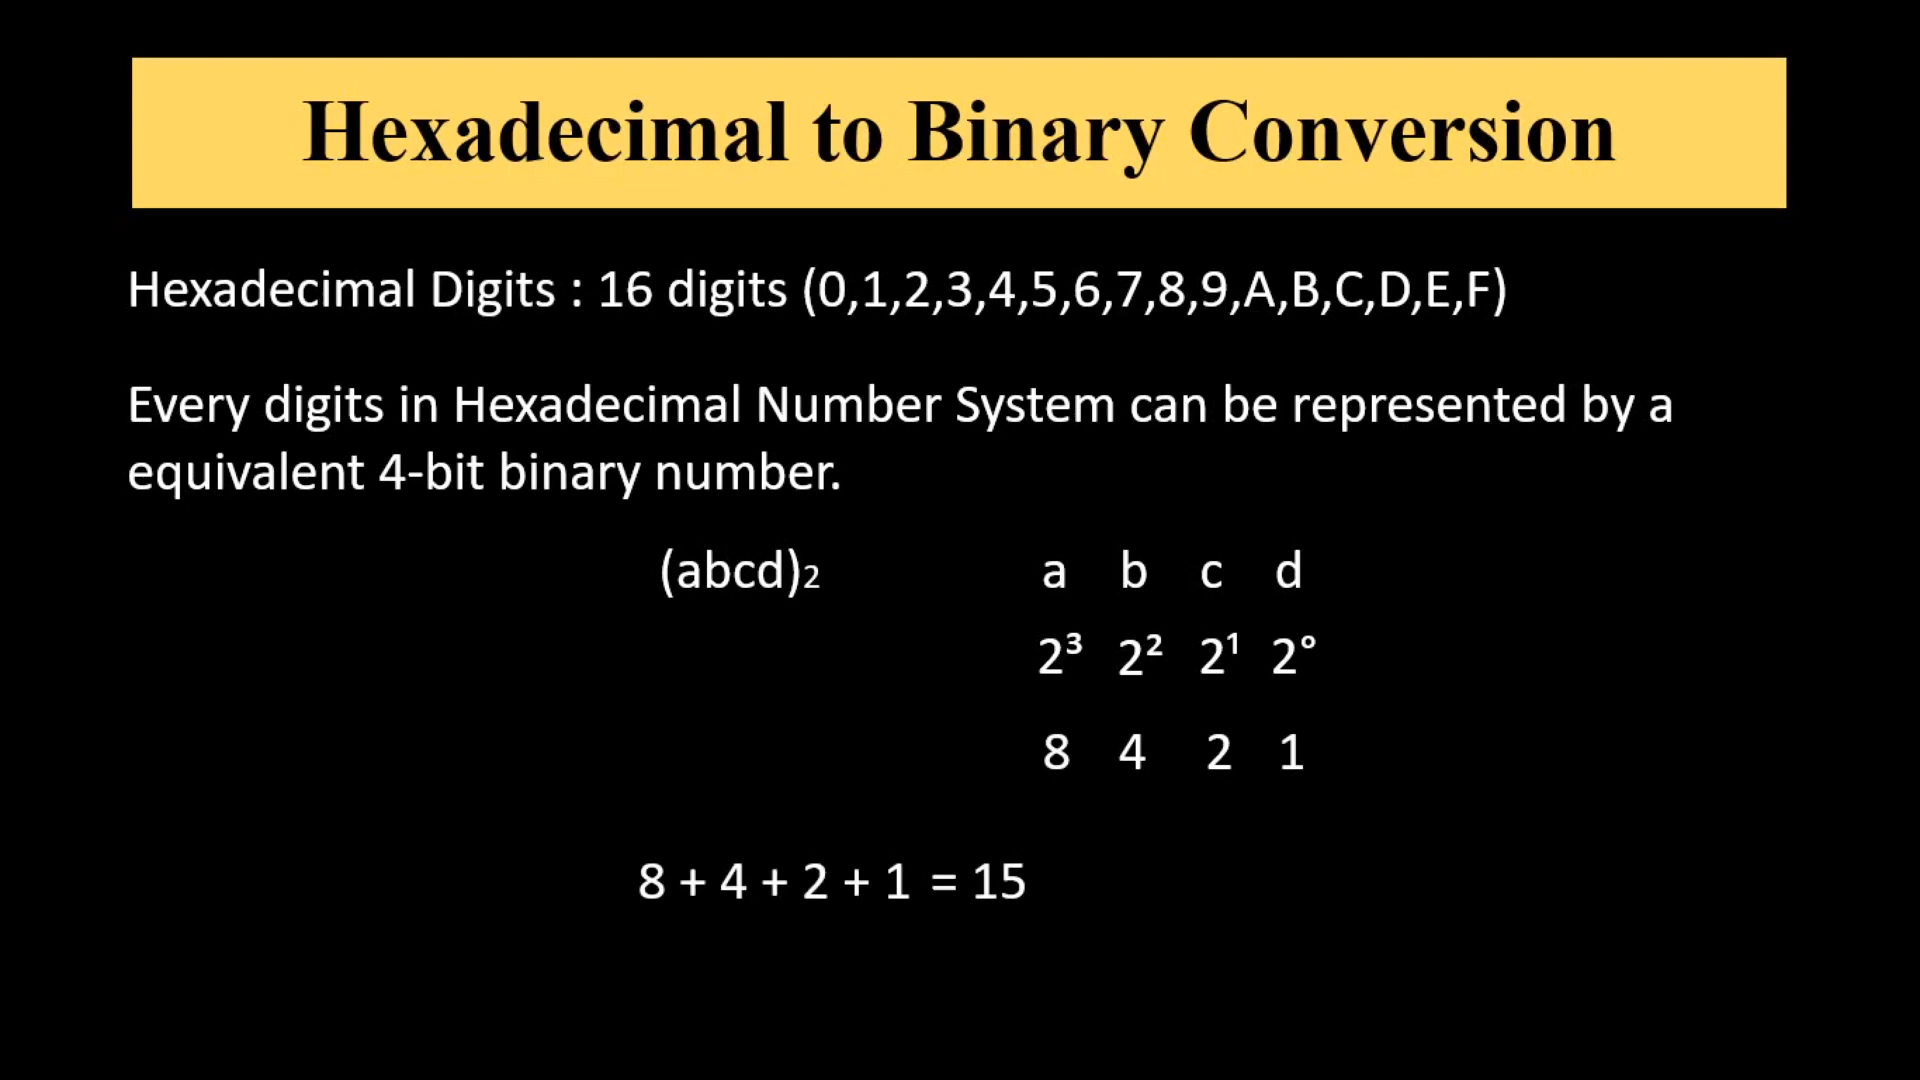 Hexadecimal to Binary Conversion
Hexadecimal Digits : 16 digits (0,1,2,3,4,5,6,7,8,9,A,B,C,D,E,F)
Every digits in Hexadecimal Number System can be represented by a
equivalent 4-bit binary number.
(abcd)₂ a b c d
2³ 2² 2¹ 2°
8 4 2 1
8 + 4 + 2 + 1 = 15